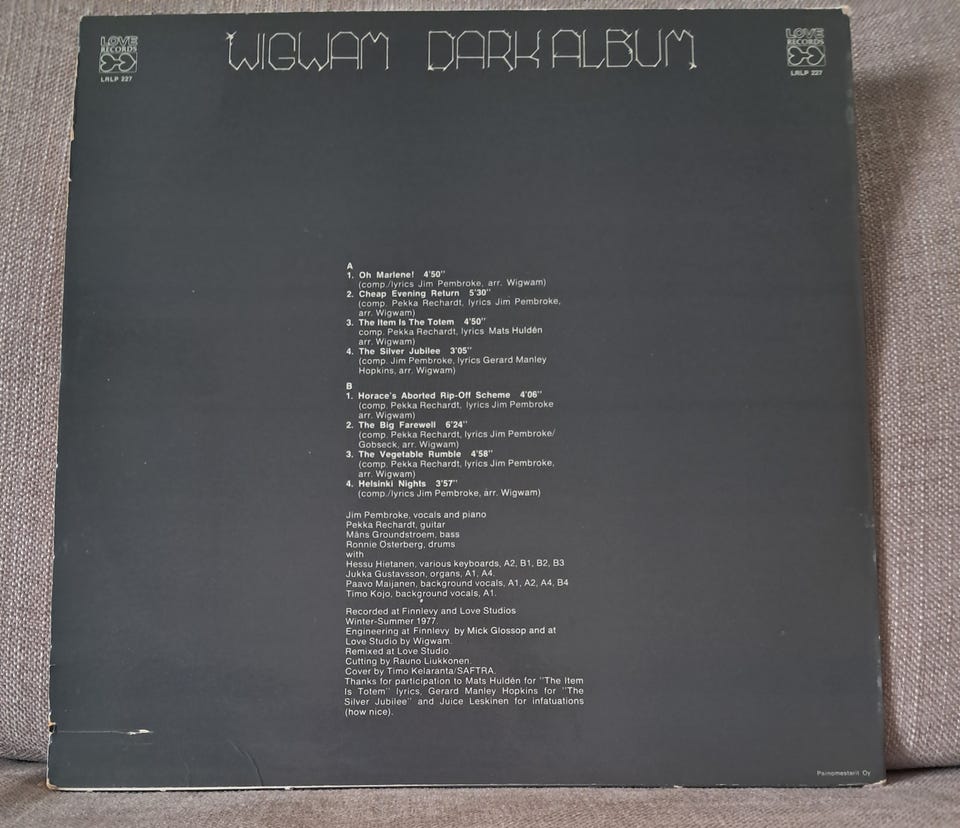 LOVE
RECORDS
LRLP 227
WIGWAM DARK ALBUM
LOVE
RECORDS
LRLP 227
A
1. Oh Marlene! 4'50''
(comp./lyrics Jim Pembroke, arr. Wigwam)
2. Cheap Evening Return 5'30''
(comp. Pekka Rechardt, lyrics Jim Pembroke,
arr. Wigwam)
3. The Item Is The Totem 4'50''
comp. Pekka Rechardt, lyrics Mats Huldén
arr. Wigwam)
4. The Silver Jubilee 3'05''
(comp. Jim Pembroke, lyrics Gerard Manley
Hopkins, arr. Wigwam)
B
1. Horace's Aborted Rip-Off Scheme 4'06''
(comp. Pekka Rechardt, lyrics Jim Pembroke
arr. Wigwam)
2. The Big Farewell 6'24''
(comp. Pekka Rechardt, lyrics Jim Pembroke/
Gobseck, arr. Wigwam)
3. The Vegetable Rumble 4'58''
(comp. Pekka Rechardt, lyrics Jim Pembroke,
arr. Wigwam)
4. Helsinki Nights 3'57''
(comp./lyrics Jim Pembroke, arr. Wigwam)
Jim Pembroke, vocals and piano
Pekka Rechardt, guitar
Måns Groundstroem, bass
Ronnie Österberg, drums
with
Hessu Hietanen, various keyboards, A2, B1, B2, B3
Jukka Gustavsson, organs, A1, A4.
Paavo Maijanen, background vocals, A1, A2, A4, B4
Timo Kojo, background vocals, A1.
Recorded at Finnlevy and Love Studios
Winter-Summer 1977.
Engineering at Finnlevy by Mick Glossop and at
Love Studio by Wigwam.
Remixed at Love Studio.
Cutting by Rauno Liukkonen.
Cover by Timo Kelaranta/SAFTRA.
Thanks for participation to Mats Huldén for ''The Item
Is Totem'' lyrics, Gerard Manley Hopkins for ''The
Silver Jubilee'' and Juice Leskinen for infatuations
(how nice).
Painomestarit Oy